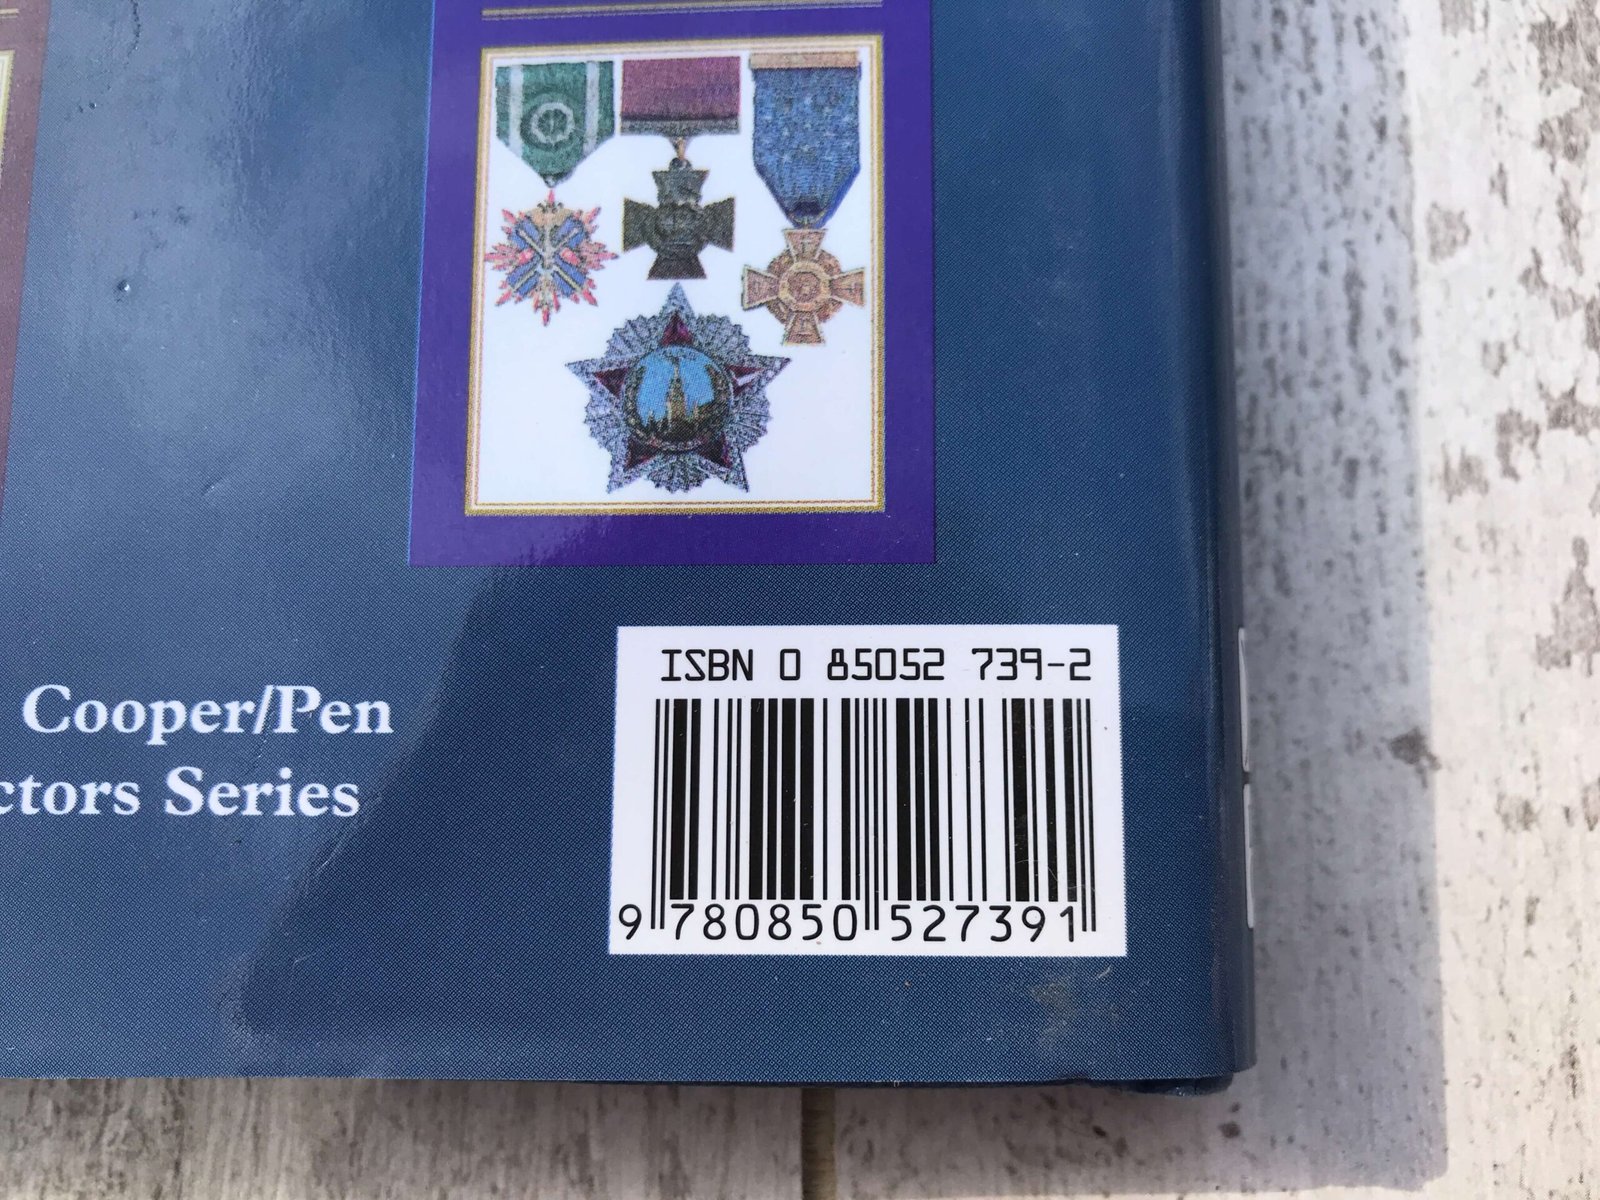 Cooper/Pen
ctors Series
ISBN 0 85052 739-2
9 780850 527391